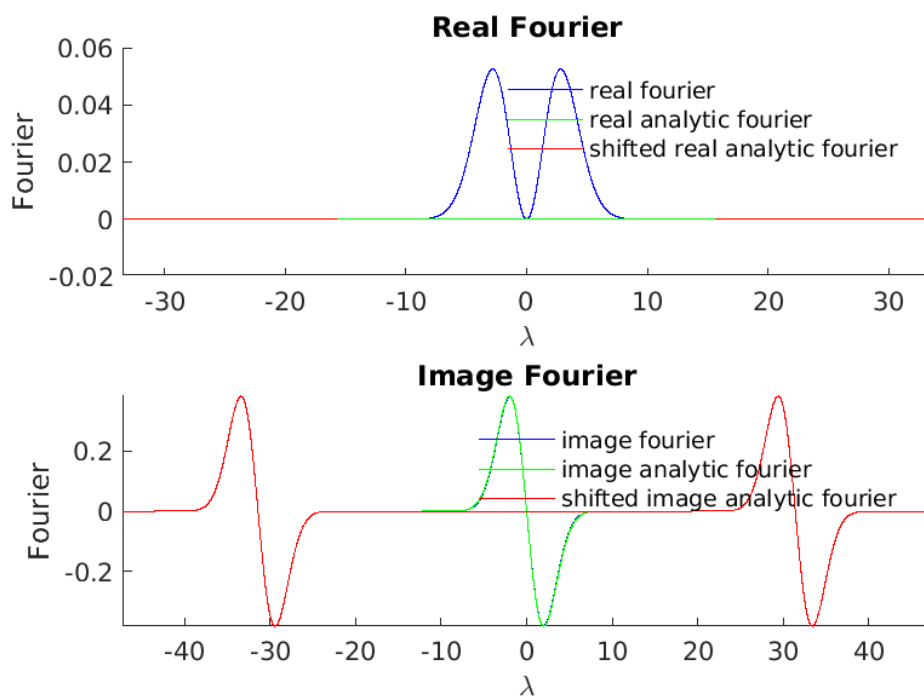 Real Fourier
0.06
0.04
0.02
0
-0.02
Fourier
real fourier
real analytic fourier
shifted real analytic fourier
-30 -20 -10 0 10 20 30
λ
Image Fourier
0.2
0
-0.2
Fourier
image fourier
image analytic fourier
shifted image analytic fourier
-40 -30 -20 -10 0 10 20 30 40
λ